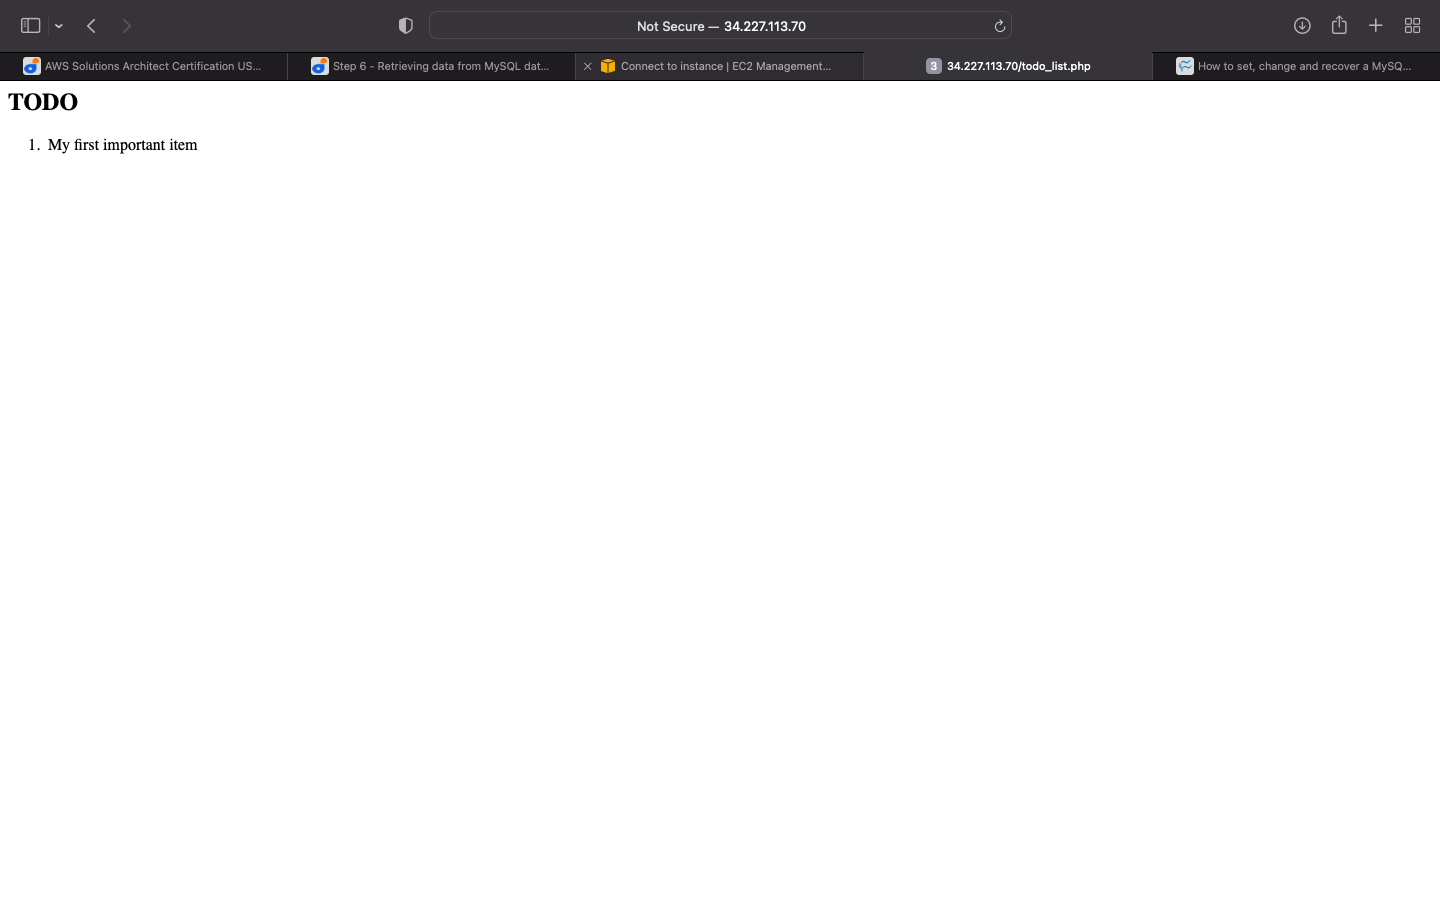 Not Secure — 34.227.113.70
AWS Solutions Architect Certification US...
Step 6 - Retrieving data from MySQL dat...
Connect to instance | EC2 Management...
3 34.227.113.70/todo_list.php
How to set, change and recover a MySQ...
TODO
1. My first important item